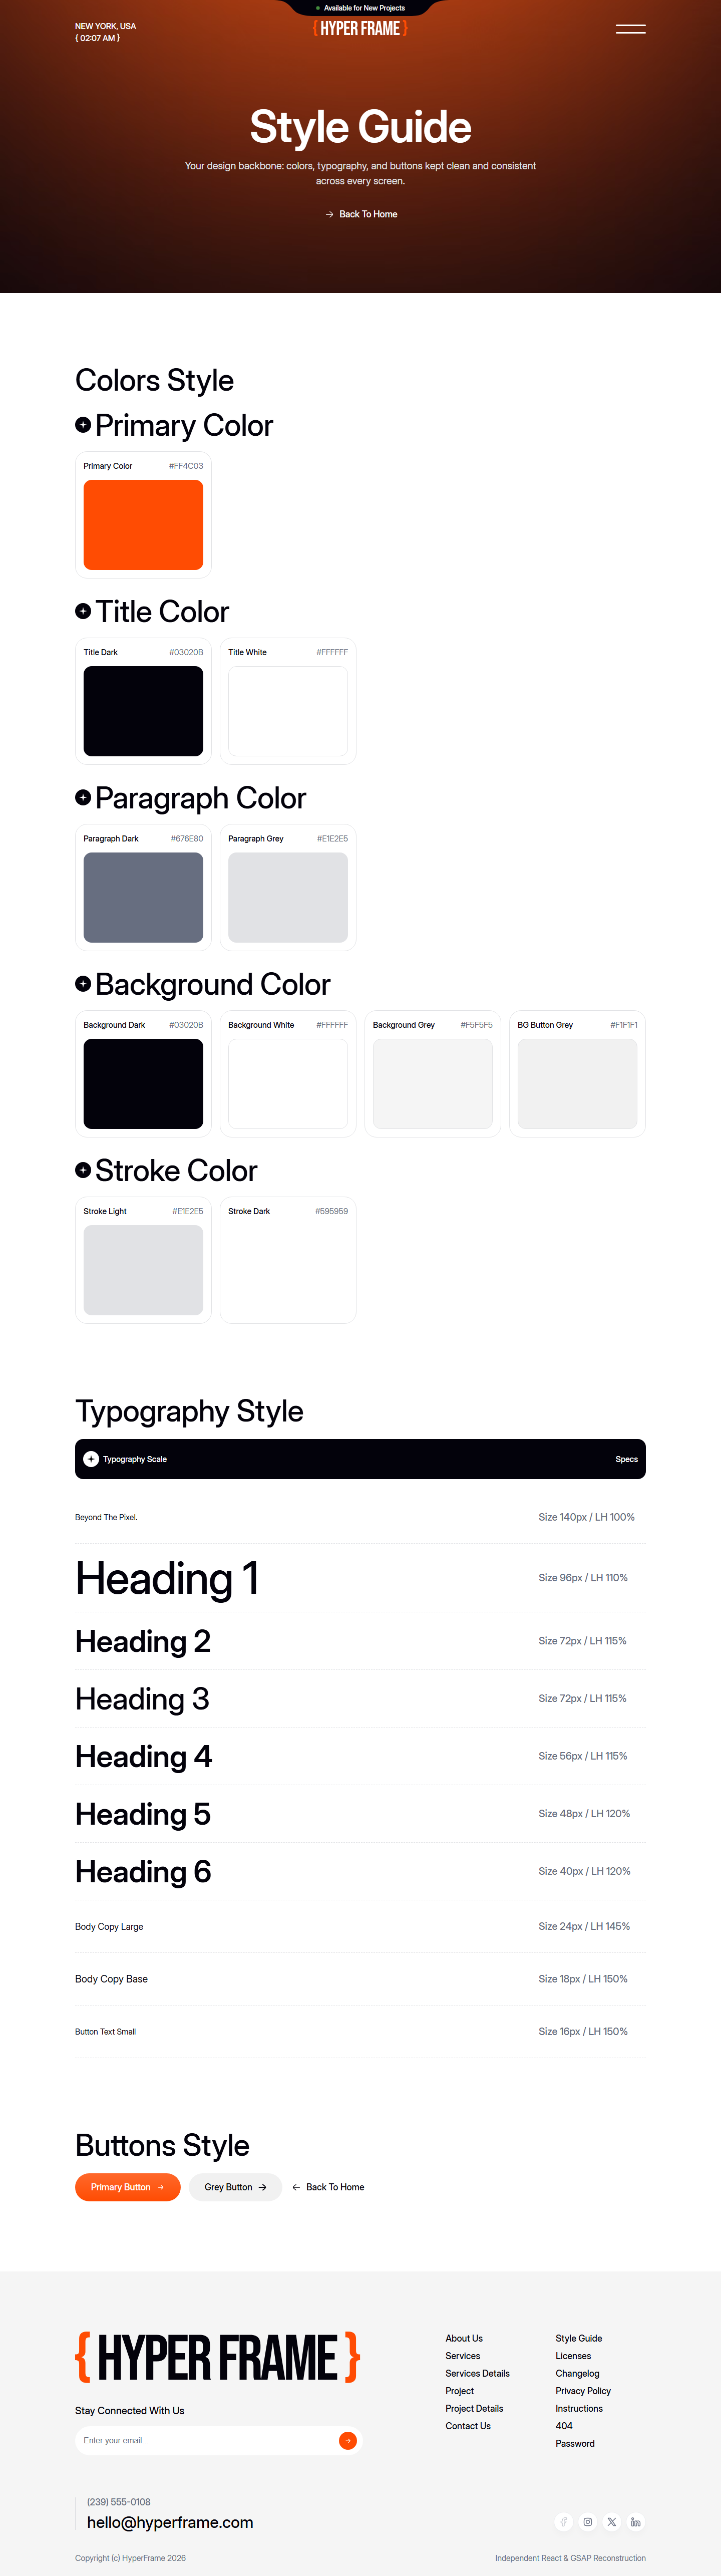 Available for New Projects
NEW YORK, USA
{ 02:07 AM }
{ HYPER FRAME }
Style Guide
Your design backbone: colors, typography, and buttons kept clean and consistent
across every screen.
Back To Home
Colors Style
Primary Color
Primary Color #FF4C03
Title Color
Title Dark #03020B
Title White #FFFFFF
Paragraph Color
Paragraph Dark #676E80
Paragraph Grey #E1E2E5
Background Color
Background Dark #03020B
Background White #FFFFFF
Background Grey #F5F5F5
BG Button Grey #F1F1F1
Stroke Color
Stroke Light #E1E2E5
Stroke Dark #595959
Typography Style
Typography Scale Specs
Beyond The Pixel. Size 140px / LH 100%
Heading 1 Size 96px / LH 110%
Heading 2 Size 72px / LH 115%
Heading 3 Size 72px / LH 115%
Heading 4 Size 56px / LH 115%
Heading 5 Size 48px / LH 120%
Heading 6 Size 40px / LH 120%
Body Copy Large Size 24px / LH 145%
Body Copy Base Size 18px / LH 150%
Button Text Small Size 16px / LH 150%
Buttons Style
Primary Button
Grey Button
Back To Home
{ HYPER FRAME }
Stay Connected With Us
Enter your email...
About Us
Services
Services Details
Project
Project Details
Contact Us
Style Guide
Licenses
Changelog
Privacy Policy
Instructions
404
Password
(239) 555-0108
hello@hyperframe.com
Copyright (c) HyperFrame 2026
Independent React & GSAP Reconstruction